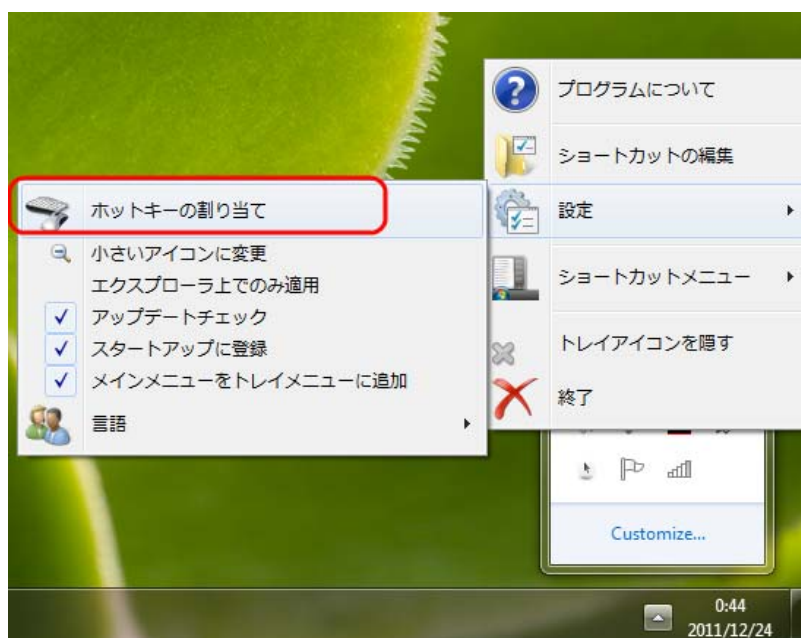 プログラムについて
ショートカットの編集
設定
ショートカットメニュー
トレイアイコンを隠す
終了
ホットキーの割り当て
小さいアイコンに変更
エクスプローラ上でのみ適用
アップデートチェック
スタートアップに登録
メインメニューをトレイメニューに追加
言語
Customize...
0:44
2011/12/24